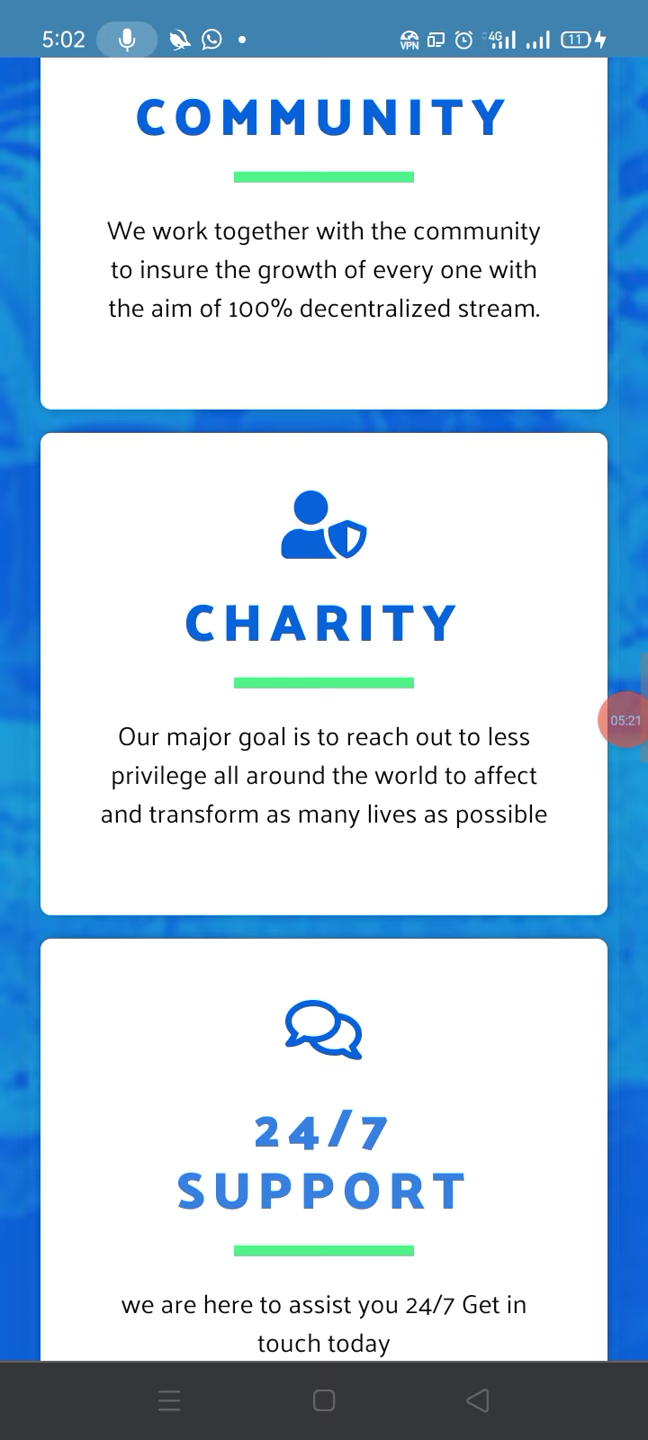 5:02
VPN
4G
11
COMMUNITY
We work together with the community
to insure the growth of every one with
the aim of 100% decentralized stream.
CHARITY
Our major goal is to reach out to less
privilege all around the world to affect
and transform as many lives as possible
05:21
24/7
SUPPORT
we are here to assist you 24/7 Get in
touch today